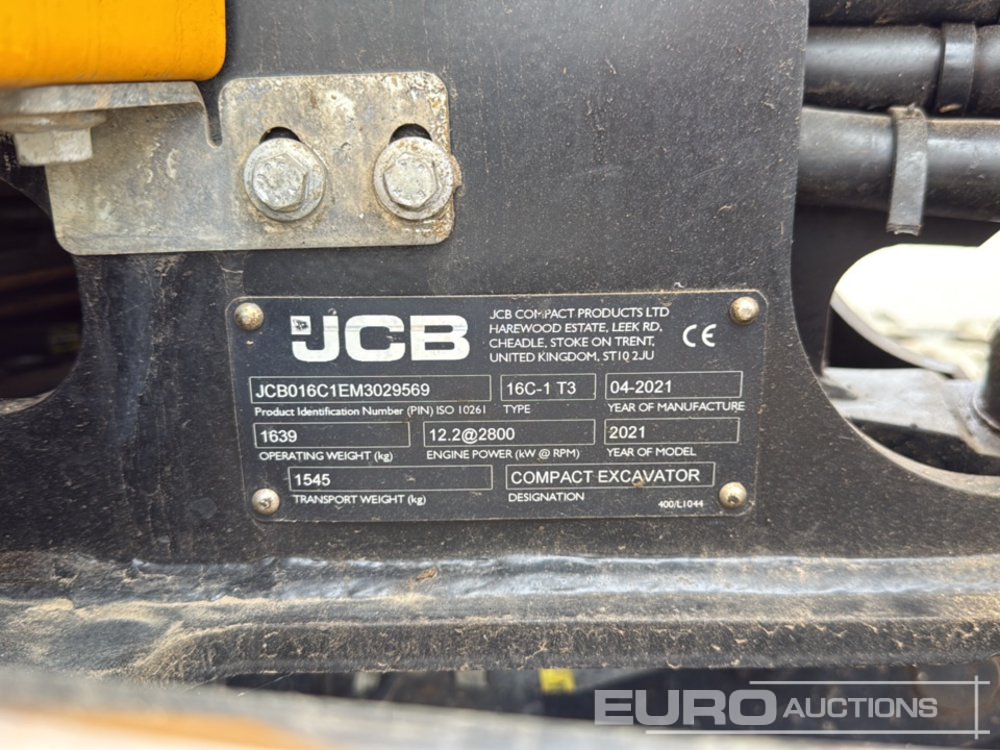 JCB
JCB COMPACT PRODUCTS LTD
HAREWOOD ESTATE, LEEK RD,
CHEADLE, STOKE ON TRENT,
UNITED KINGDOM, ST10 2JU
CE
JCB016C1EM3029569 16C-1 T3 04-2021
Product Identification Number (PIN) ISO 10261 TYPE YEAR OF MANUFACTURE
1639 12.2@2800 2021
OPERATING WEIGHT (kg) ENGINE POWER (kW @ RPM) YEAR OF MODEL
1545 COMPACT EXCAVATOR
TRANSPORT WEIGHT (kg) DESIGNATION 400/L1044
EURO AUCTIONS